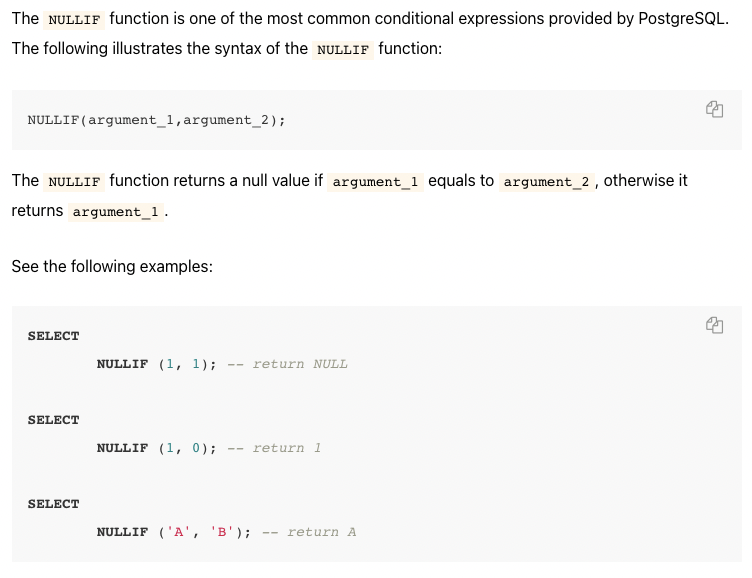 The NULLIF function is one of the most common conditional expressions provided by PostgreSQL.
The following illustrates the syntax of the NULLIF function:
NULLIF(argument_1,argument_2);
The NULLIF function returns a null value if argument_1 equals to argument_2, otherwise it
returns argument_1.
See the following examples:
SELECT
NULLIF (1, 1); -- return NULL
SELECT
NULLIF (1, 0); -- return 1
SELECT
NULLIF ('A', 'B'); -- return A